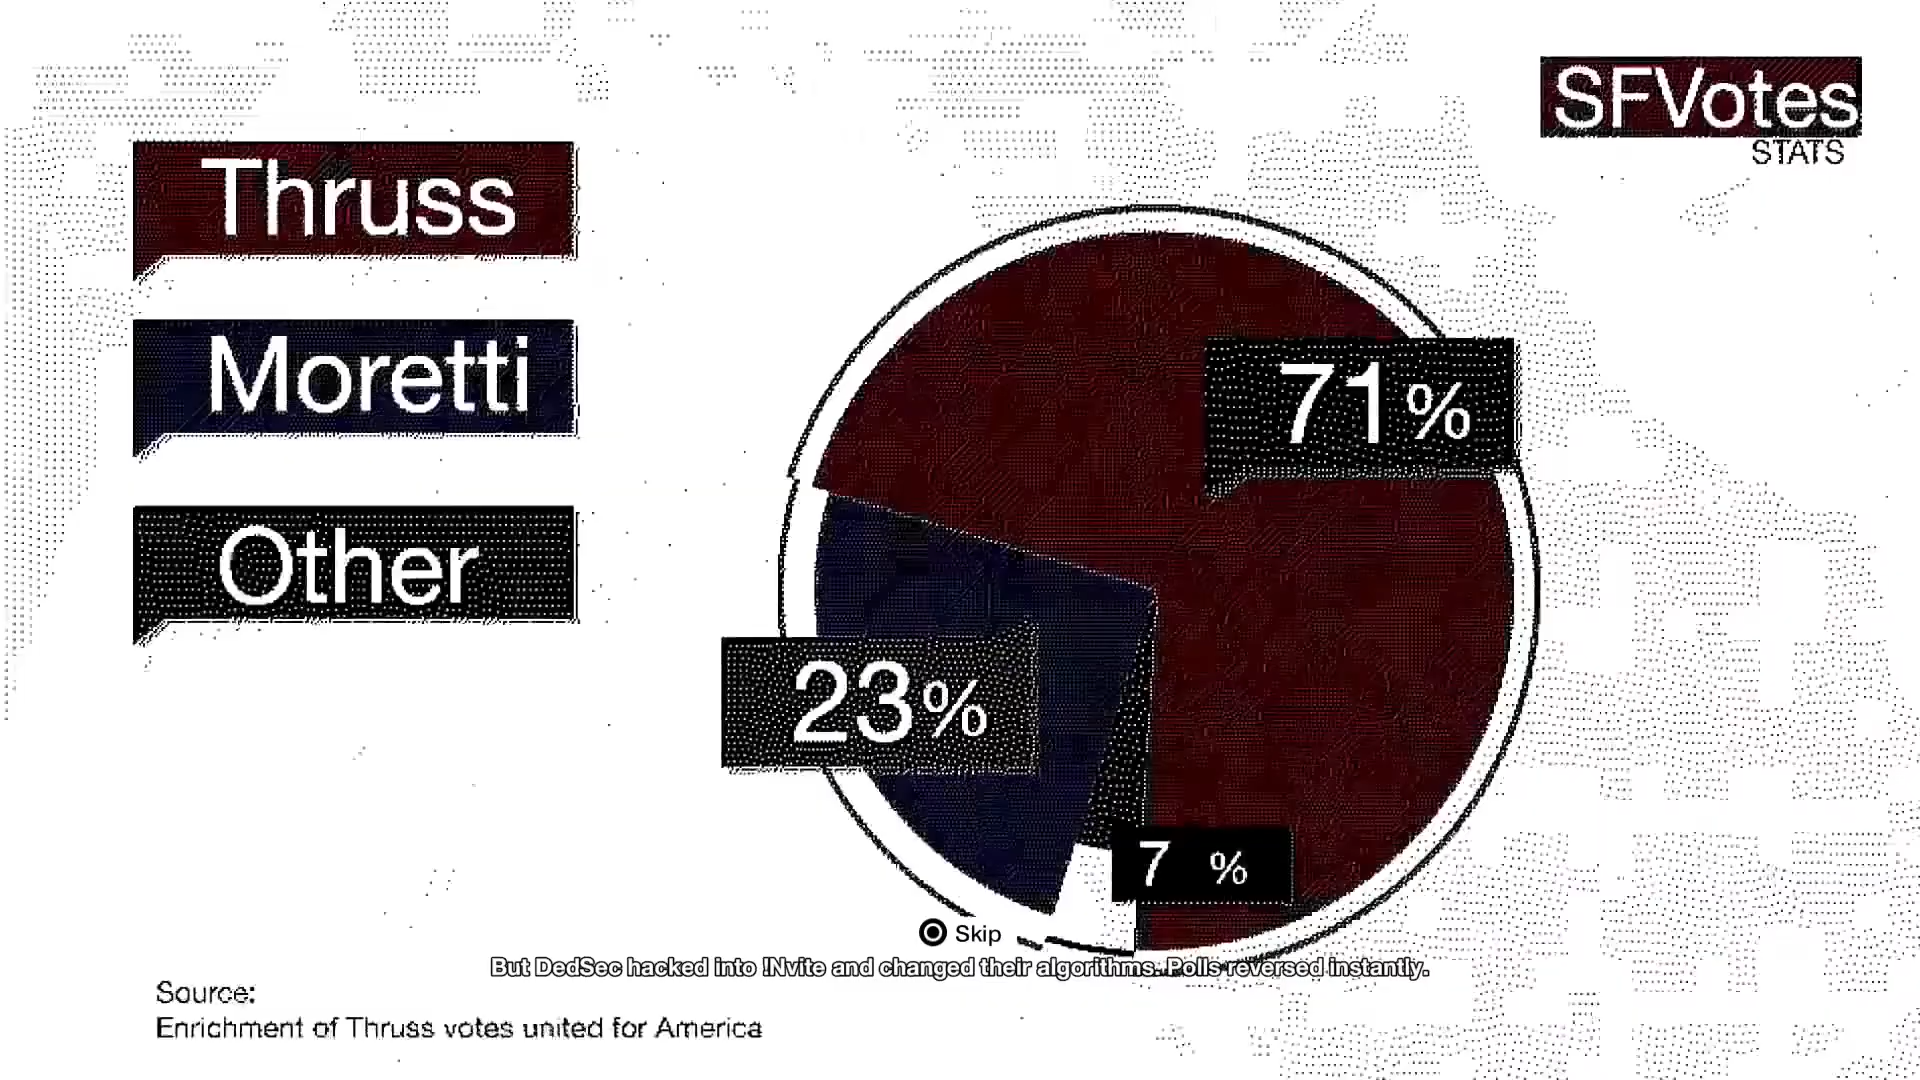 SFVotes
STATS
Thruss
Moretti
Other
71%
23%
7 %
Skip
But DedSec hacked into !Nvite and changed their algorithms. Polls reversed instantly.
Source:
Enrichment of Thruss votes united for America